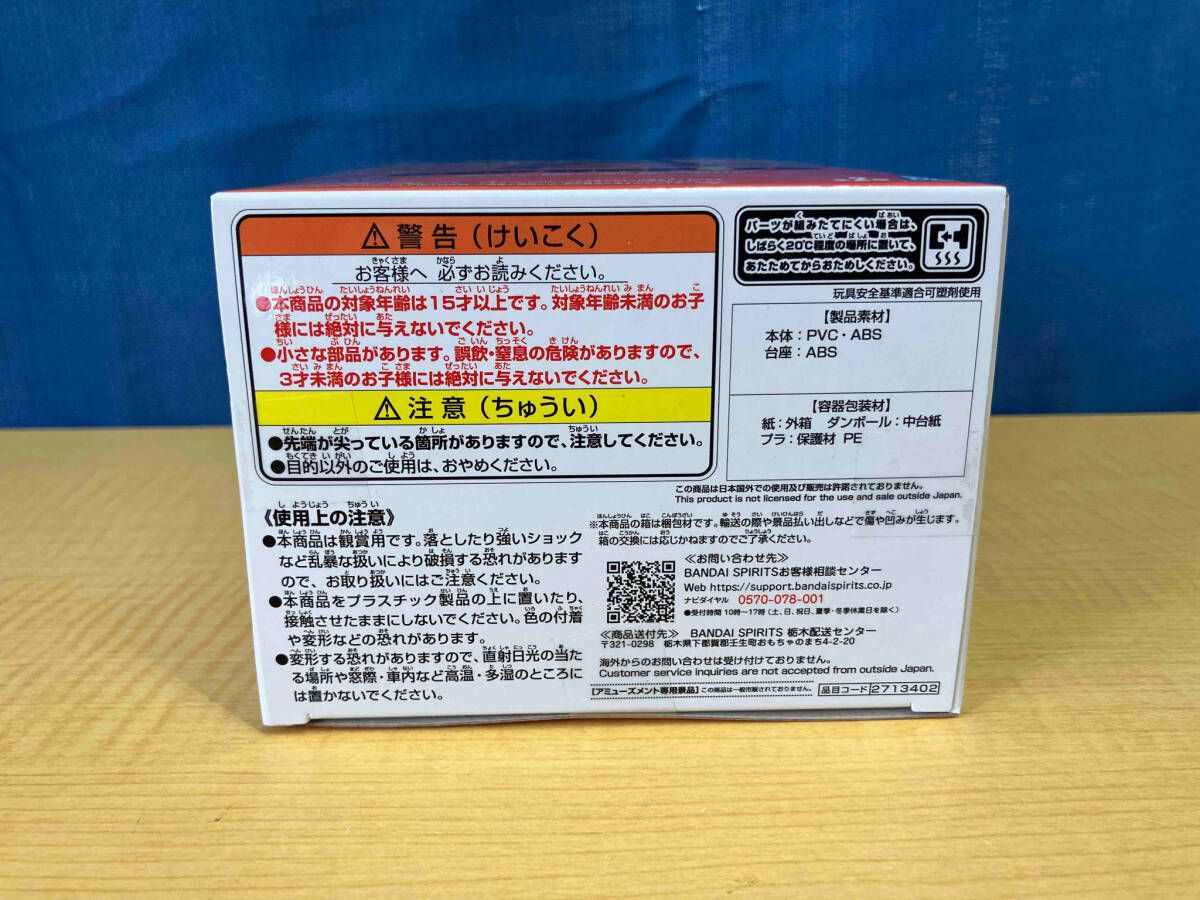 ⚠警告（けいこく）
お客様へ 必ずお読みください。
●本商品の対象年齢は15才以上です。対象年齢未満のお子
様には絶対に与えないでください。
●小さな部品があります。誤飲・窒息の危険がありますので、
3才未満のお子様には絶対に与えないでください。
⚠注意（ちゅうい）
●先端が尖っている箇所がありますので、注意してください。
●目的以外のご使用は、おやめください。
《使用上の注意》
●本商品は観賞用です。落としたり強いショック
など乱暴な扱いにより破損する恐れがあります
ので、お取り扱いにはご注意ください。
●本商品をプラスチック製品の上に置いたり、
接触させたままにしないでください。色の付着
や変形などの恐れがあります。
●変形する恐れがありますので、直射日光の当た
る場所や窓際・車内など高温・多湿のところに
は置かないでください。
パーツが組みたてにくい場合は、
しばらく20℃程度の場所に置いて、
あたためてからおためしください。
玩具安全基準適合可塑剤使用
【製品素材】
本体：PVC・ABS
台座：ABS
【容器包装材】
紙：外箱 ダンボール：中台紙
プラ：保護材 PE
この商品は日本国外での使用及び販売は許諾されておりません。
This product is not licensed for the use and sale outside Japan.
※本商品の箱は梱包材です。輸送の際や景品払い出しなどで傷や凹みが生じます。
箱の交換には応じかねますのでご了承ください。
≪お問い合わせ先≫
BANDAI SPIRITSお客様相談センター
Web https://support.bandaispirits.co.jp
ナビダイヤル 0570-078-001
●受付時間 10時～17時（土、日、祝日、夏季・冬季休業日を除く）
≪商品送付先≫ BANDAI SPIRITS 栃木配送センター
〒321-0298 栃木県下都賀郡壬生町おもちゃのまち4-2-20
海外からのお問い合わせは受け付けておりません。
Customer service inquiries are not accepted from outside Japan.
【アミューズメント専用景品】この商品は一般市販されておりません。 品目コード 2713402